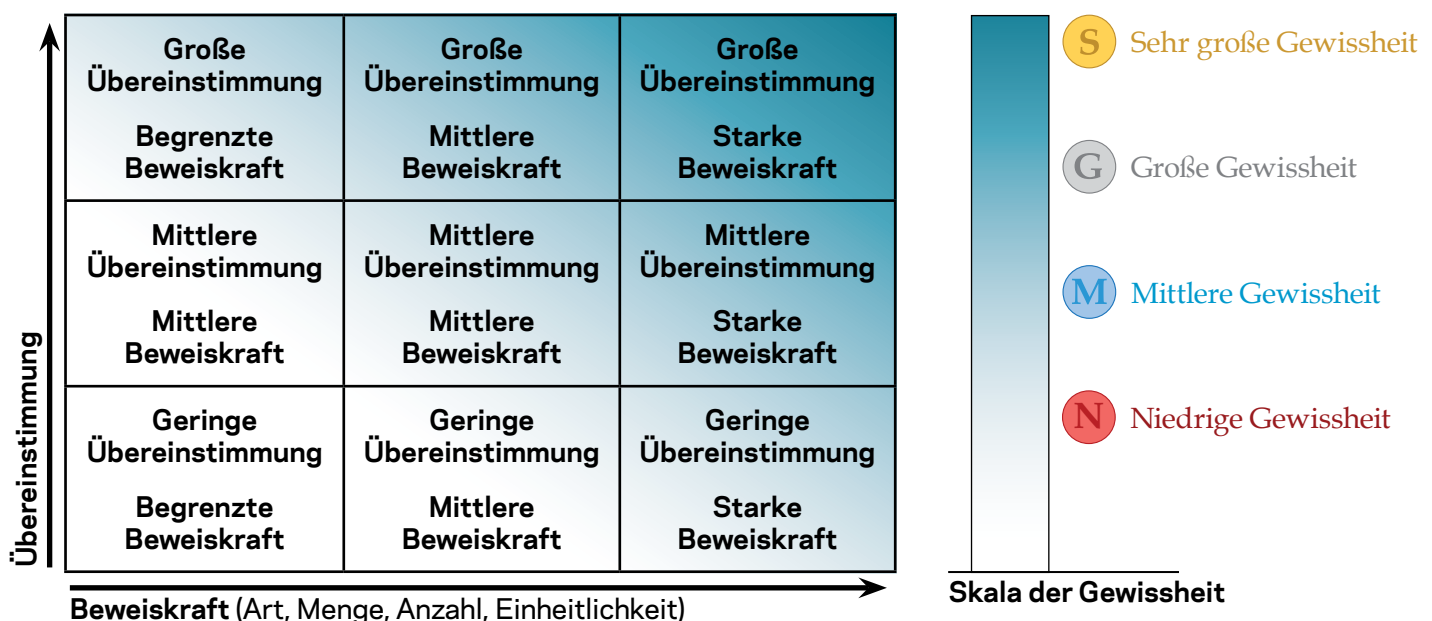 Übereinstimmung
Große
Übereinstimmung
Begrenzte
Beweiskraft
Große
Übereinstimmung
Mittlere
Beweiskraft
Große
Übereinstimmung
Starke
Beweiskraft
Mittlere
Übereinstimmung
Mittlere
Beweiskraft
Mittlere
Übereinstimmung
Mittlere
Beweiskraft
Mittlere
Übereinstimmung
Starke
Beweiskraft
Geringe
Übereinstimmung
Begrenzte
Beweiskraft
Geringe
Übereinstimmung
Mittlere
Beweiskraft
Geringe
Übereinstimmung
Starke
Beweiskraft
Beweiskraft (Art, Menge, Anzahl, Einheitlichkeit)
S Sehr große Gewissheit
G Große Gewissheit
M Mittlere Gewissheit
N Niedrige Gewissheit
Skala der Gewissheit